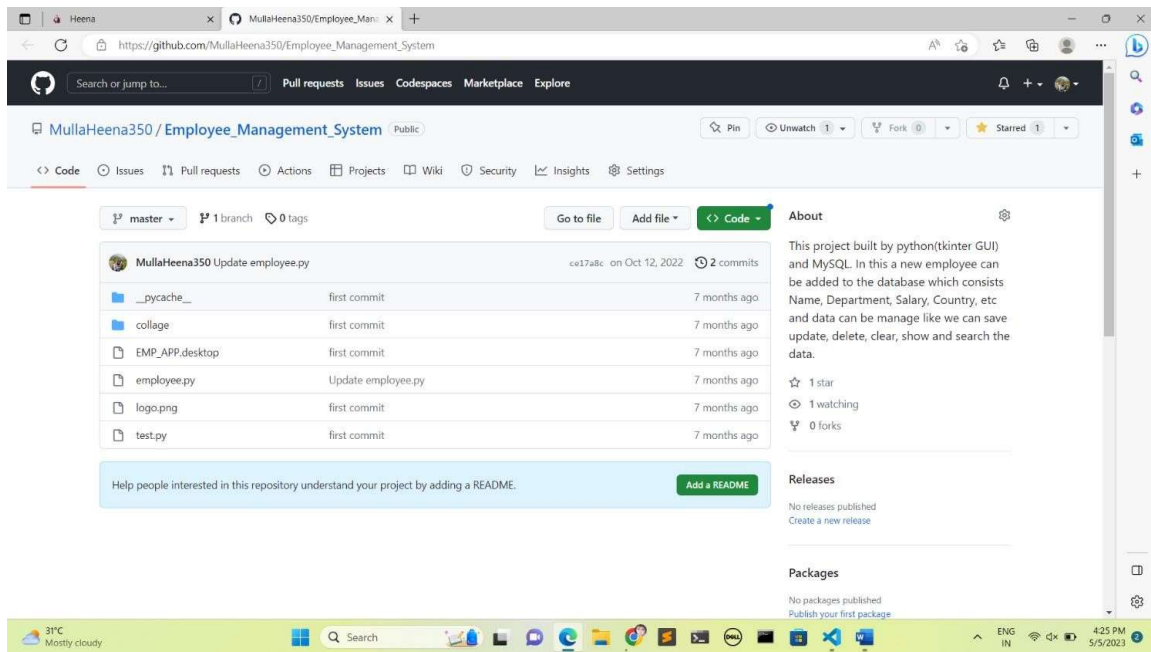 Heena
MullaHeena350/Employee_Mana
https://github.com/MullaHeena350/Employee_Management_System
Search or jump to...
/
Pull requests Issues Codespaces Marketplace Explore
MullaHeena350 / Employee_Management_System Public
Pin
Unwatch 1
Fork 0
Starred 1
<> Code Issues Pull requests Actions Projects Wiki Security Insights Settings
master 1 branch 0 tags
Go to file Add file <> Code
MullaHeena350 Update employee.py ce17a8c on Oct 12, 2022 2 commits
__pycache__ first commit 7 months ago
collage first commit 7 months ago
EMP_APP.desktop first commit 7 months ago
employee.py Update employee.py 7 months ago
logo.png first commit 7 months ago
test.py first commit 7 months ago
Help people interested in this repository understand your project by adding a README. Add a README
About
This project built by python(tkinter GUI)
and MySQL. In this a new employee can
be added to the database which consists
Name, Department, Salary, Country, etc
and data can be manage like we can save
update, delete, clear, show and search the
data.
1 star
1 watching
0 forks
Releases
No releases published
Create a new release
Packages
No packages published
Publish your first package
31°C
Mostly cloudy
Search
DELL
ENG
IN
4:25 PM
5/5/2023
2